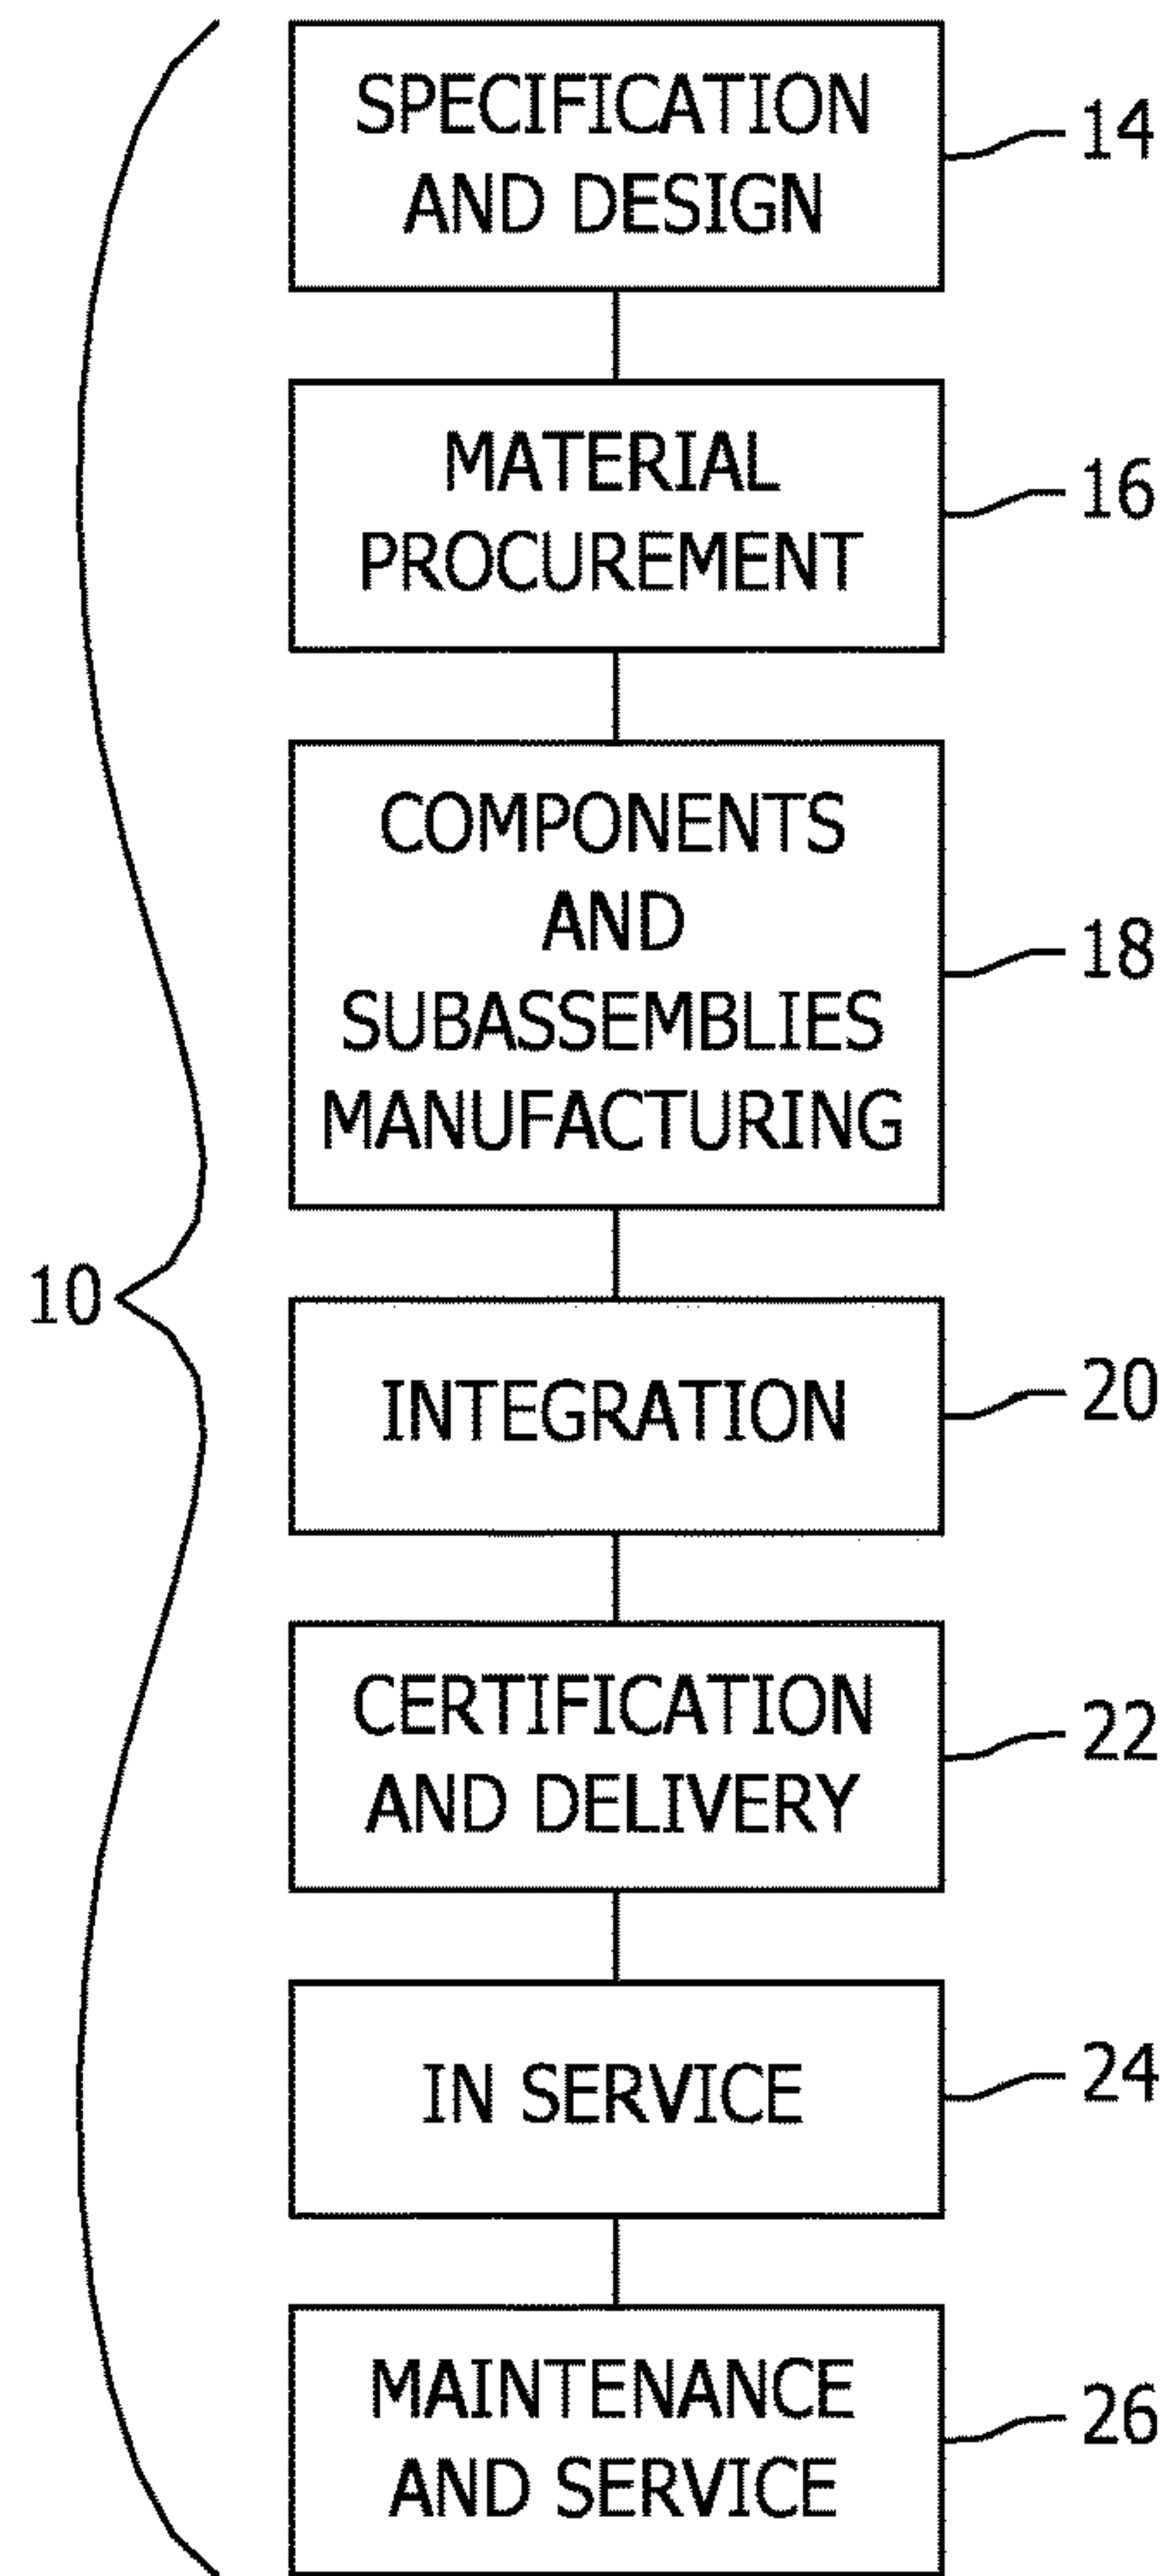 SPECIFICATION
AND DESIGN
14
MATERIAL
PROCUREMENT
16
COMPONENTS
AND
SUBASSEMBLIES
MANUFACTURING
18
10
INTEGRATION
20
CERTIFICATION
AND DELIVERY
22
IN SERVICE
24
MAINTENANCE
AND SERVICE
26